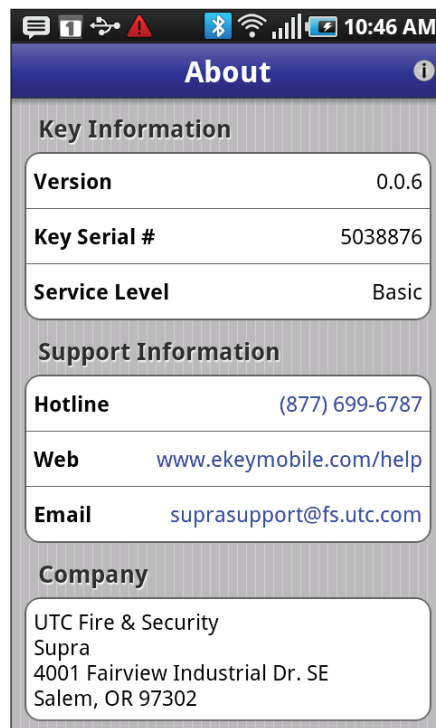 1 10:46 AM
About i
Key Information
Version 0.0.6
Key Serial # 5038876
Service Level Basic
Support Information
Hotline (877) 699-6787
Web www.ekeymobile.com/help
Email suprasupport@fs.utc.com
Company
UTC Fire & Security
Supra
4001 Fairview Industrial Dr. SE
Salem, OR 97302